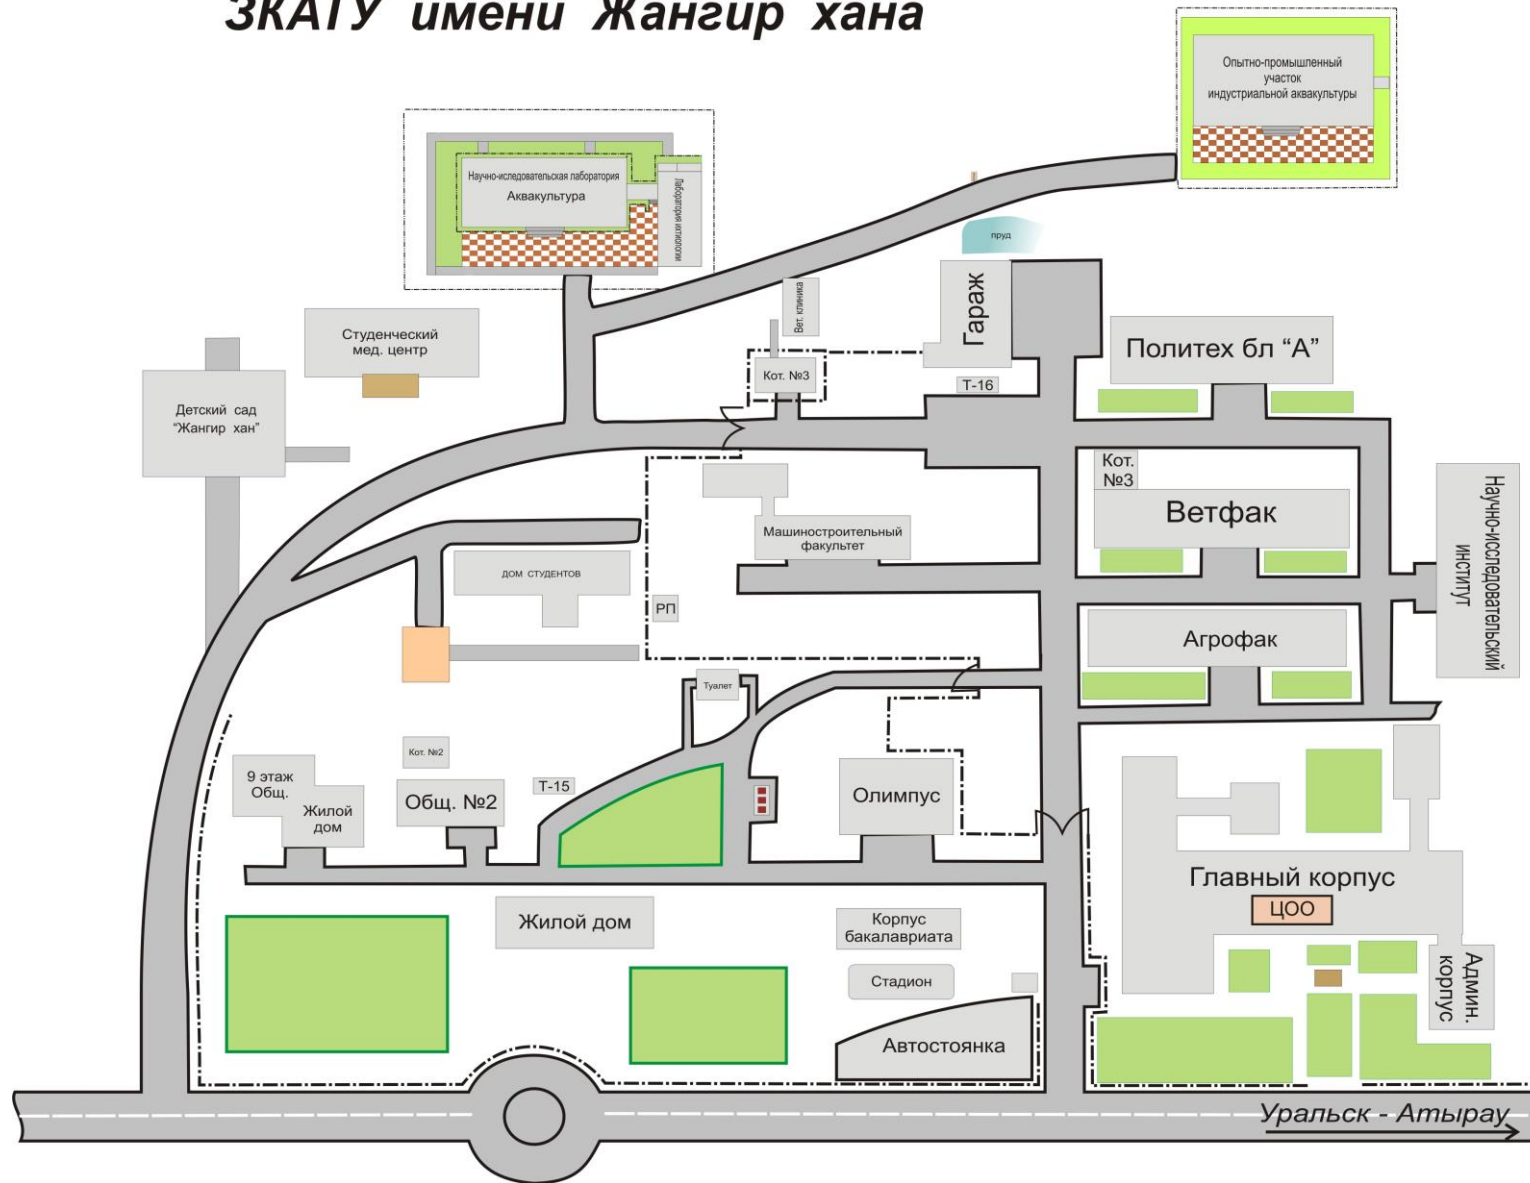 ЗКАТУ имени Жангир хана
Опытно-промышленный
участок
индустриальной аквакультуры
Научно-иследовательская лаборатория
Аквакультура
Лаборатория ихтиологии
пруд
Вет. клиника
Гараж
Студенческий
мед. центр
Политех бл “А”
Кот. №3
Т-16
Детский сад
“Жангир хан”
Кот.
№3
Ветфак
Научно-исследовательский
институт
Машиностроительный
факультет
ДОМ СТУДЕНТОВ
РП
Агрофак
Туалет
Кот. №2
9 этаж
Общ.
Жилой
дом
Общ. №2
Т-15
Олимпус
Главный корпус
ЦОО
Жилой дом
Корпус
бакалавриата
Стадион
Админ.
корпус
Автостоянка
Уральск - Атырау